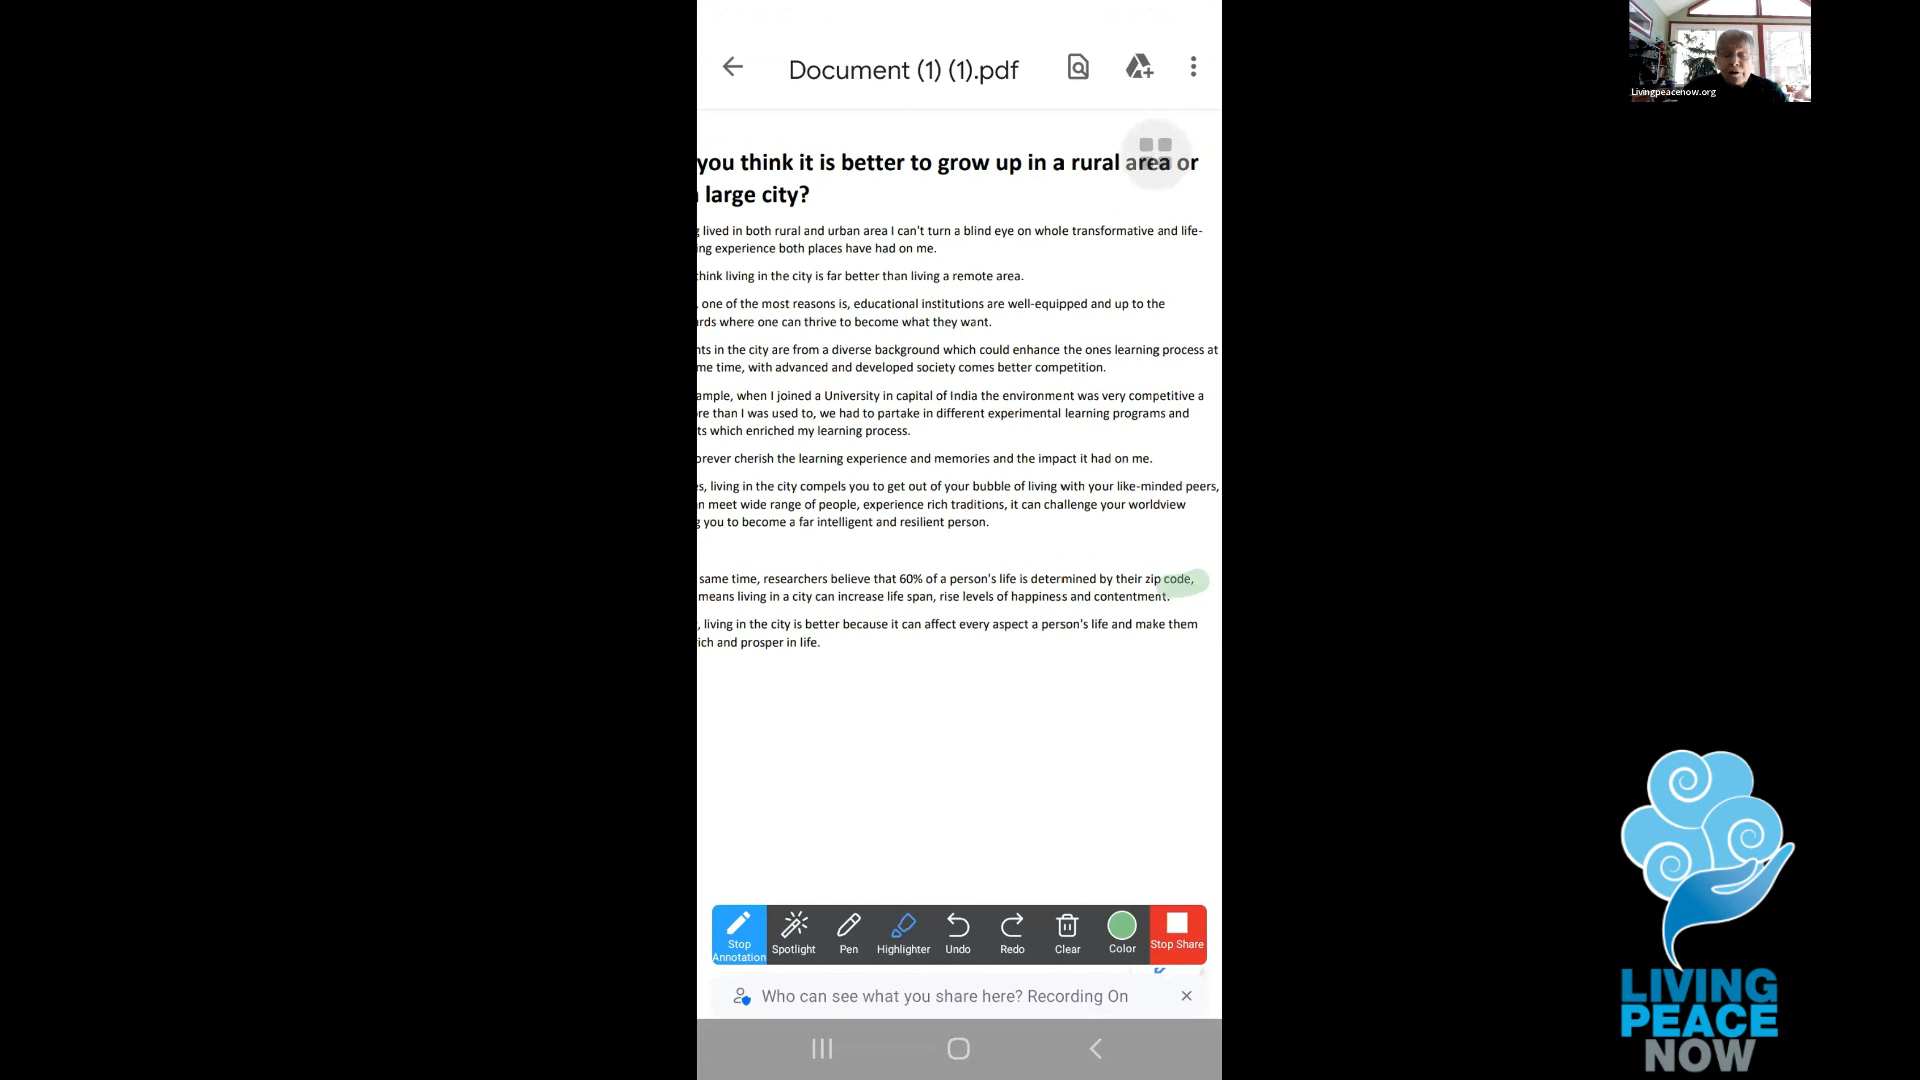 Document (1) (1).pdf
Livingpeacenow.org
you think it is better to grow up in a rural area or
large city?
lived in both rural and urban area I can't turn a blind eye on whole transformative and life-
ing experience both places have had on me.
think living in the city is far better than living a remote area.
one of the most reasons is, educational institutions are well-equipped and up to the
rds where one can thrive to become what they want.
nts in the city are from a diverse background which could enhance the ones learning process at
me time, with advanced and developed society comes better competition.
ample, when I joined a University in capital of India the environment was very competitive a
re than I was used to, we had to partake in different experimental learning programs and
ts which enriched my learning process.
orever cherish the learning experience and memories and the impact it had on me.
s, living in the city compels you to get out of your bubble of living with your like-minded peers,
n meet wide range of people, experience rich traditions, it can challenge your worldview
g you to become a far intelligent and resilient person.
same time, researchers believe that 60% of a person's life is determined by their zip code,
means living in a city can increase life span, rise levels of happiness and contentment.
, living in the city is better because it can affect every aspect a person's life and make them
rich and prosper in life.
Stop Annotation
Spotlight
Pen
Highlighter
Undo
Redo
Clear
Color
Stop Share
Who can see what you share here? Recording On
LIVING
PEACE
NOW